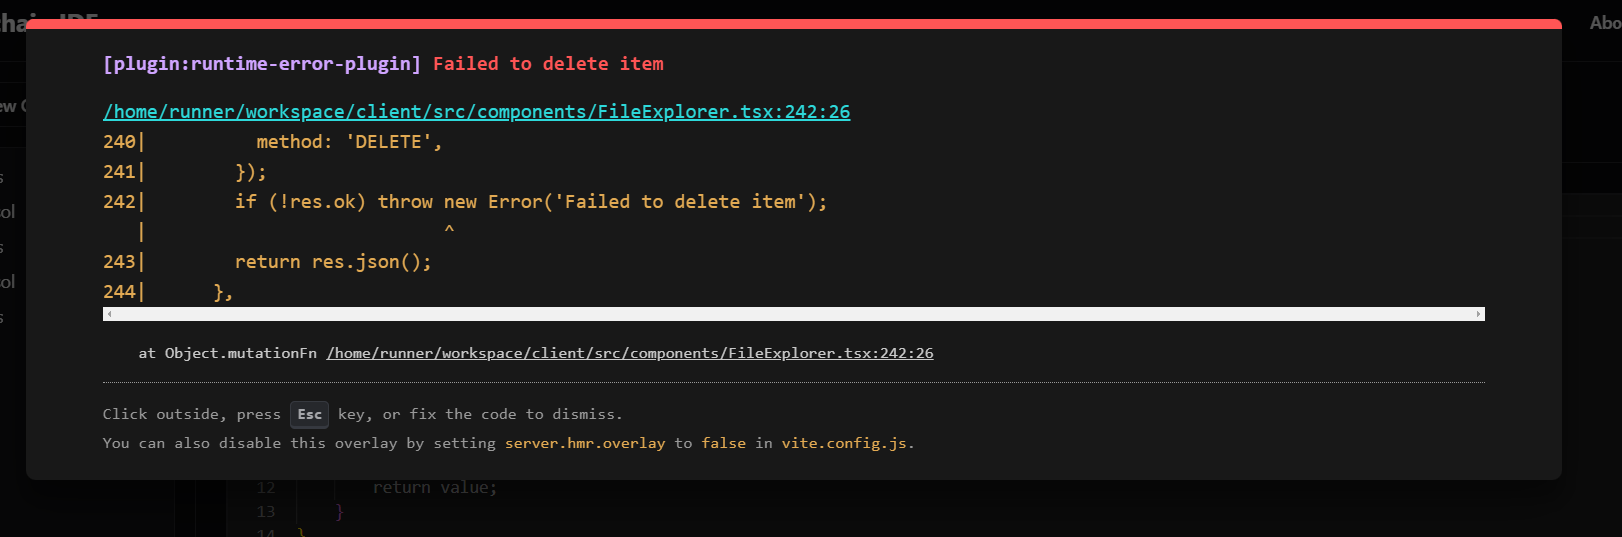 Abo
[plugin:runtime-error-plugin] Failed to delete item
/home/runner/workspace/client/src/components/FileExplorer.tsx:242:26
240|          method: 'DELETE',
241|        });
242|        if (!res.ok) throw new Error('Failed to delete item');
   |                           ^
243|        return res.json();
244|      },
at Object.mutationFn /home/runner/workspace/client/src/components/FileExplorer.tsx:242:26
Click outside, press Esc key, or fix the code to dismiss.
You can also disable this overlay by setting server.hmr.overlay to false in vite.config.js.
12 return value;
13 }
14 }